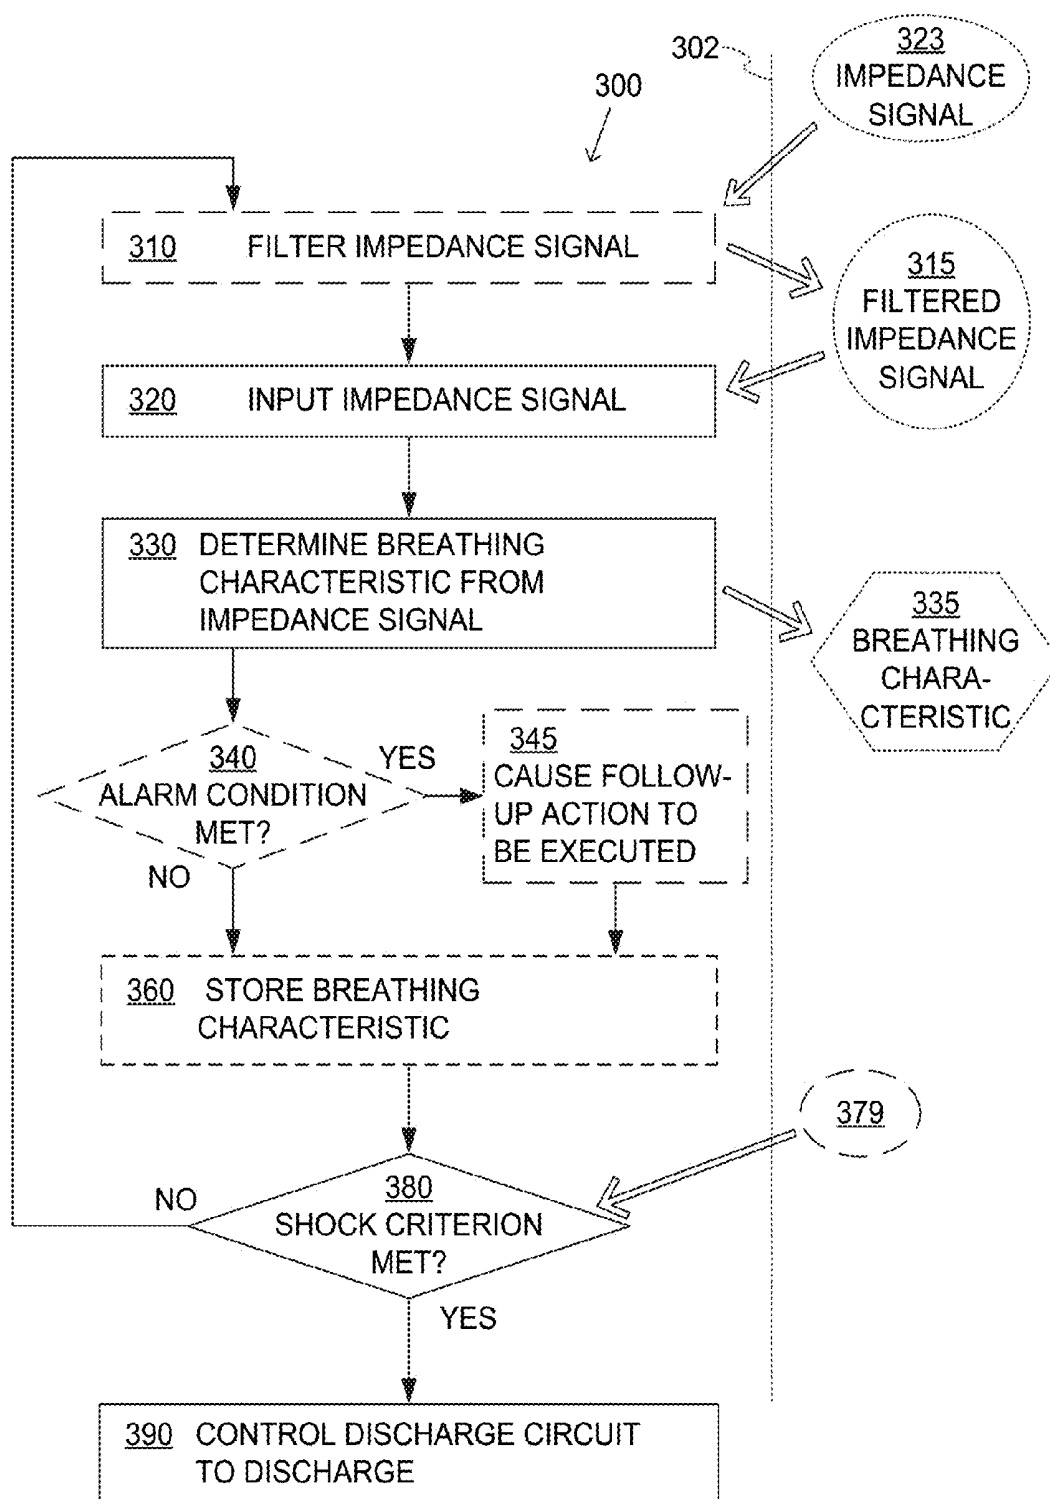 302
323
IMPEDANCE
SIGNAL
300
310 FILTER IMPEDANCE SIGNAL
315
FILTERED
IMPEDANCE
SIGNAL
320 INPUT IMPEDANCE SIGNAL
330 DETERMINE BREATHING
CHARACTERISTIC FROM
IMPEDANCE SIGNAL
335
BREATHING
CHARA-
CTERISTIC
340
ALARM CONDITION
MET?
YES
NO
345
CAUSE FOLLOW-
UP ACTION TO
BE EXECUTED
360 STORE BREATHING
CHARACTERISTIC
379
380
SHOCK CRITERION
MET?
NO
YES
390 CONTROL DISCHARGE CIRCUIT
TO DISCHARGE